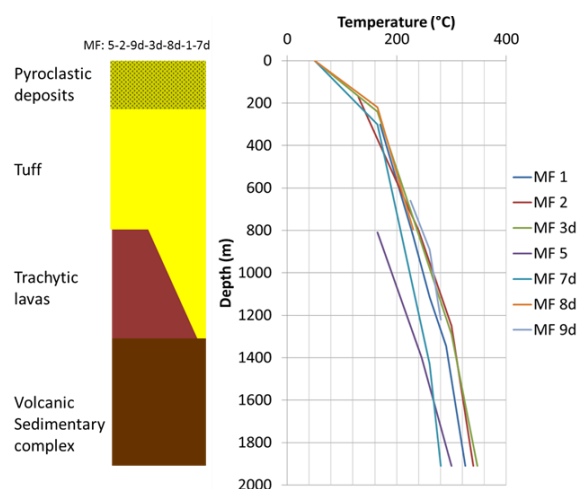 MF: 5-2-9d-3d-8d-1-7d
Pyroclastic
deposits
Tuff
Trachytic
lavas
Volcanic
Sedimentary
complex
Temperature (°C)
0
200
400
Depth (m)
0
200
400
600
800
1000
1200
1400
1600
1800
2000
MF 1
MF 2
MF 3d
MF 5
MF 7d
MF 8d
MF 9d